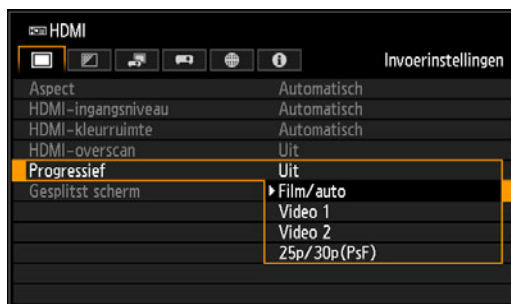 HDMI
Invoerinstellingen
Aspect Automatisch
HDMI-ingangsniveau Automatisch
HDMI-kleurruimte Automatisch
HDMI-overscan Uit
Progressief Uit
Gesplitst scherm Film/auto
Video 1
Video 2
25p/30p(PsF)